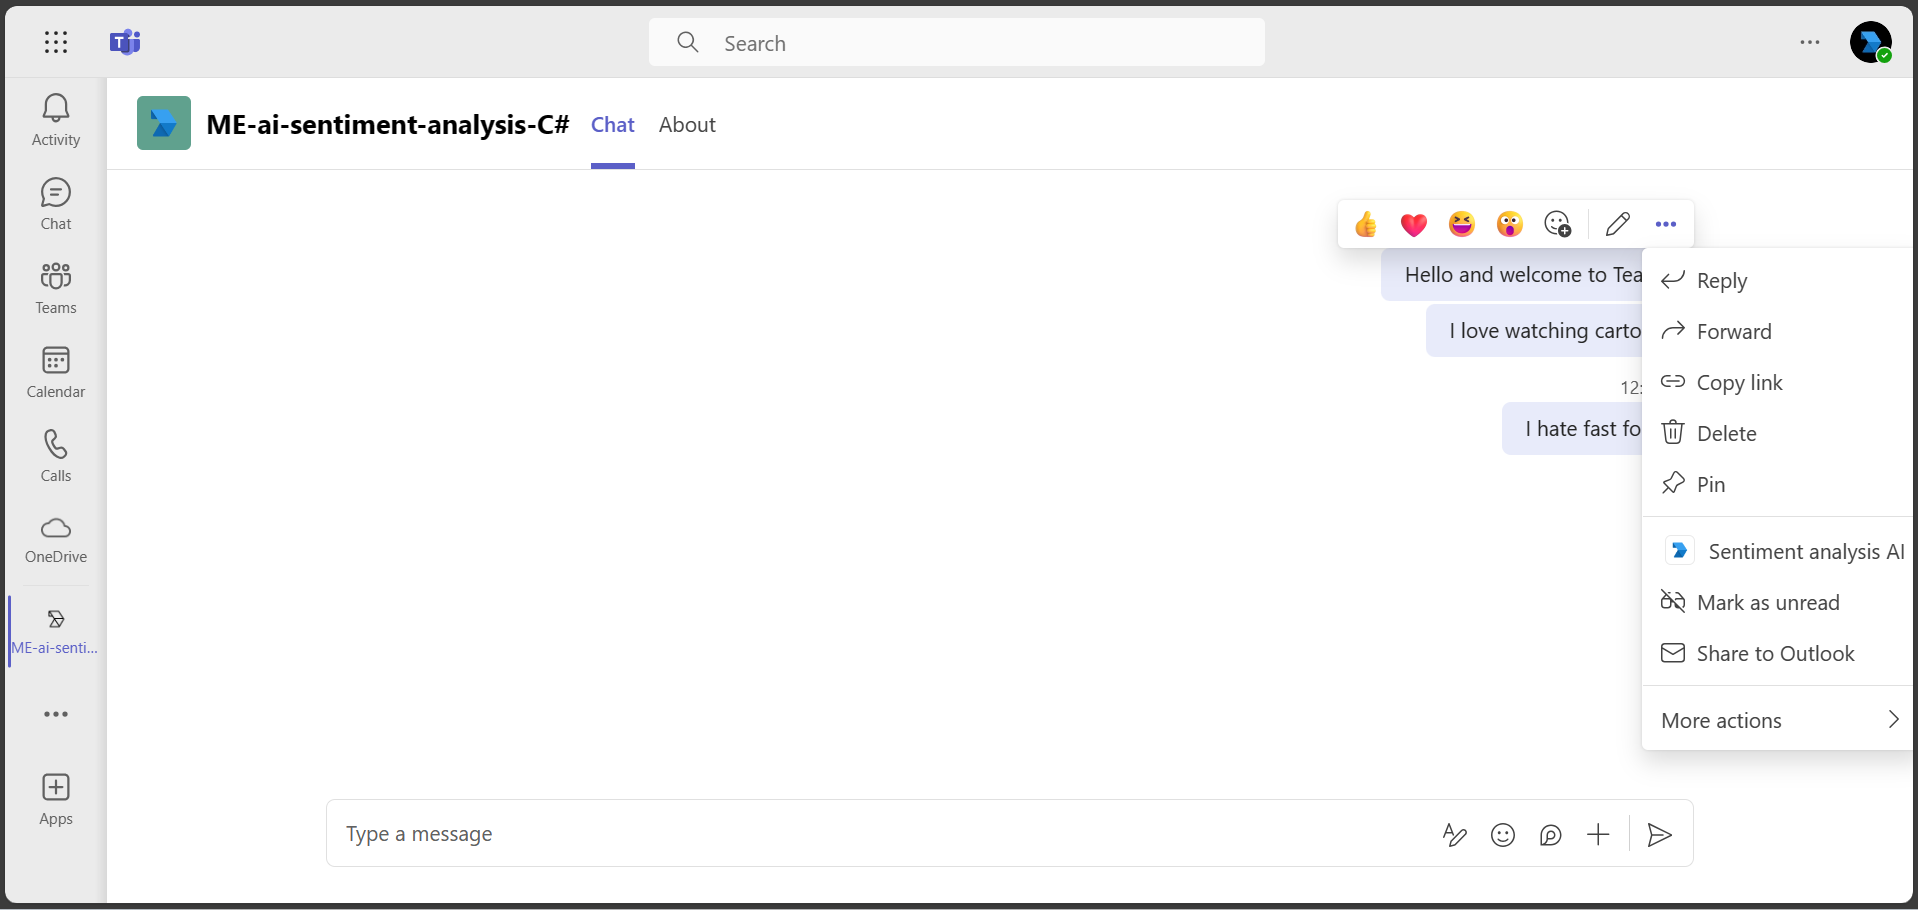 Search
Activity
Chat
Teams
Calendar
Calls
OneDrive
ME-ai-senti...
Apps
ME-ai-sentiment-analysis-C#
Chat
About
Hello and welcome to Tea
I love watching carto
12:
I hate fast fo
Reply
Forward
Copy link
Delete
Pin
Sentiment analysis AI
Mark as unread
Share to Outlook
More actions
Type a message